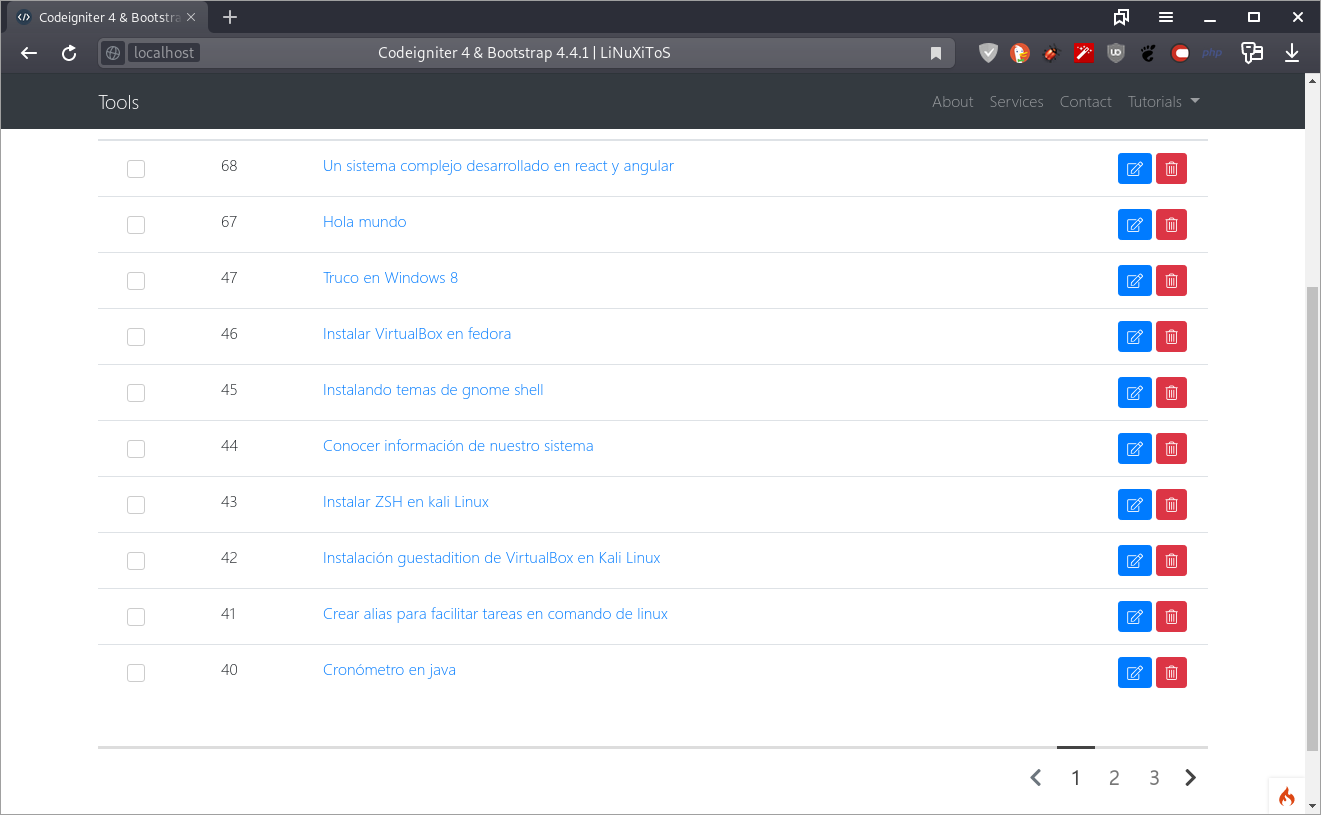 Codeigniter 4 & Bootstra
localhost
Codeigniter 4 & Bootstrap 4.4.1 | LiNuXiToS
php
Tools
About Services Contact Tutorials
68 Un sistema complejo desarrollado en react y angular
67 Hola mundo
47 Truco en Windows 8
46 Instalar VirtualBox en fedora
45 Instalando temas de gnome shell
44 Conocer información de nuestro sistema
43 Instalar ZSH en kali Linux
42 Instalación guestadition de VirtualBox en Kali Linux
41 Crear alias para facilitar tareas en comando de linux
40 Cronómetro en java
1 2 3